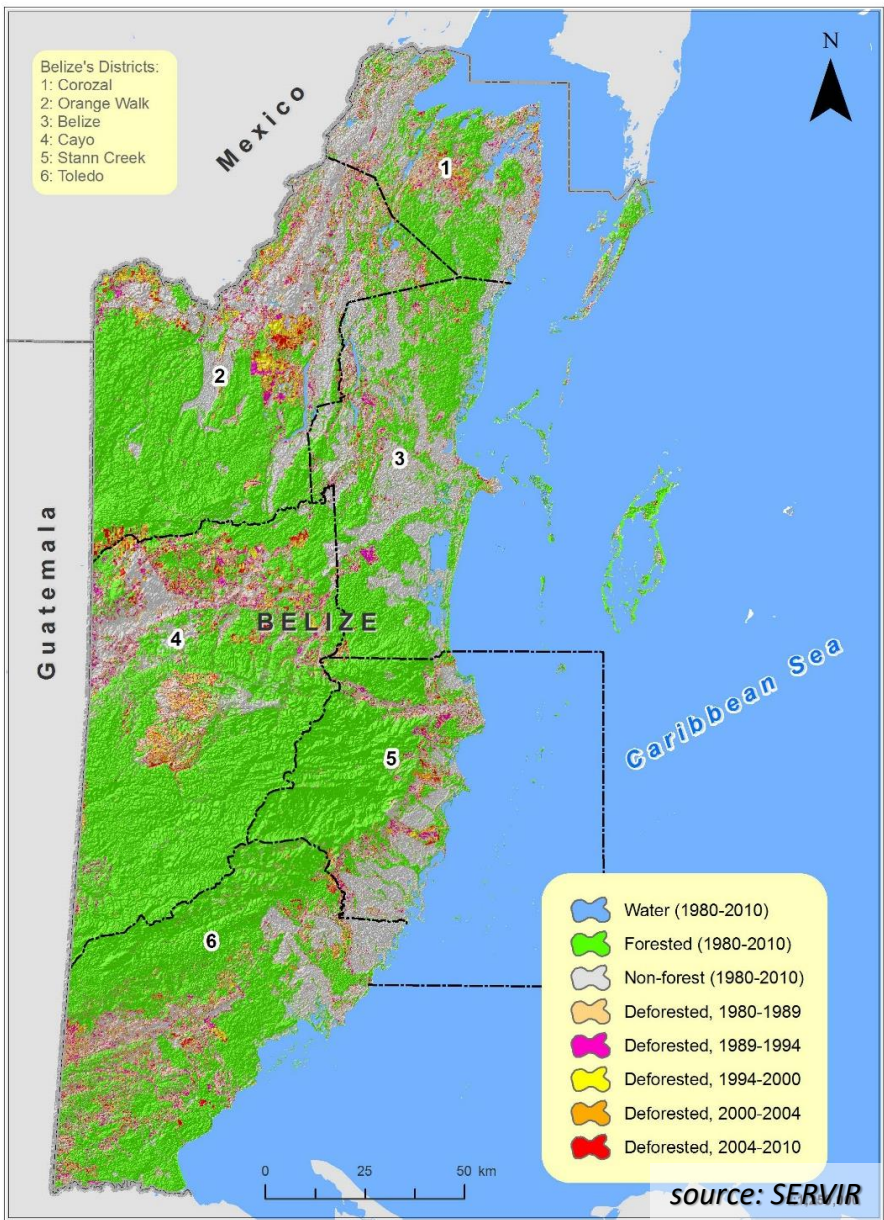 Belize's Districts:
1: Corozal
2: Orange Walk
3: Belize
4: Cayo
5: Stann Creek
6: Toledo
Mexico
N
1
2
3
Guatemala
BELIZE
4
Caribbean Sea
5
6
Water (1980-2010)
Forested (1980-2010)
Non-forest (1980-2010)
Deforested, 1980-1989
Deforested, 1989-1994
Deforested, 1994-2000
Deforested, 2000-2004
Deforested, 2004-2010
0 25 50 km
source: SERVIR